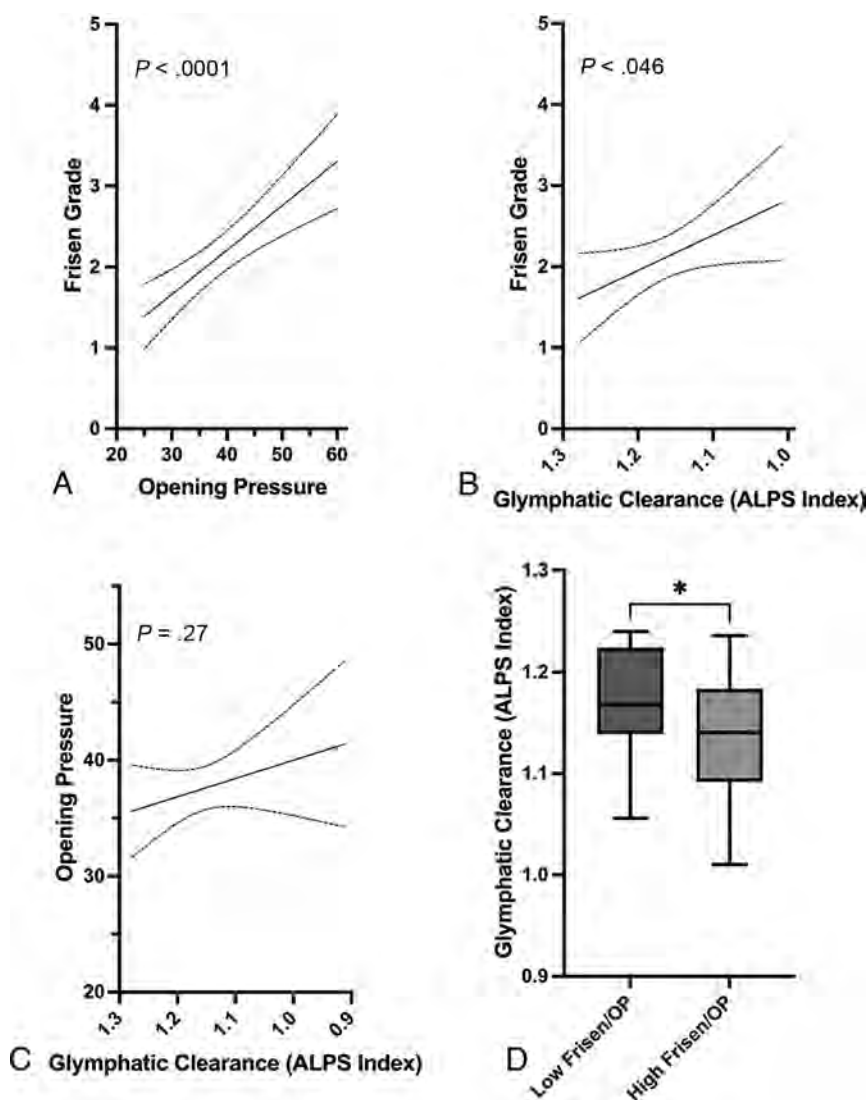 5
P < .0001
4
3
2
1
0
Frisen Grade
20 30 40 50 60
A Opening Pressure
5
P < .046
4
3
2
1
0
Frisen Grade
1.3 1.2 1.1 1.0
B Glymphatic Clearance (ALPS Index)
P = .27
50
40
30
20
Opening Pressure
1.3 1.2 1.1 1.0 0.9
C Glymphatic Clearance (ALPS Index)
1.3
*
1.2
1.1
1.0
0.9
Glymphatic Clearance (ALPS Index)
Low Frisen/OP
High Frisen/OP
D